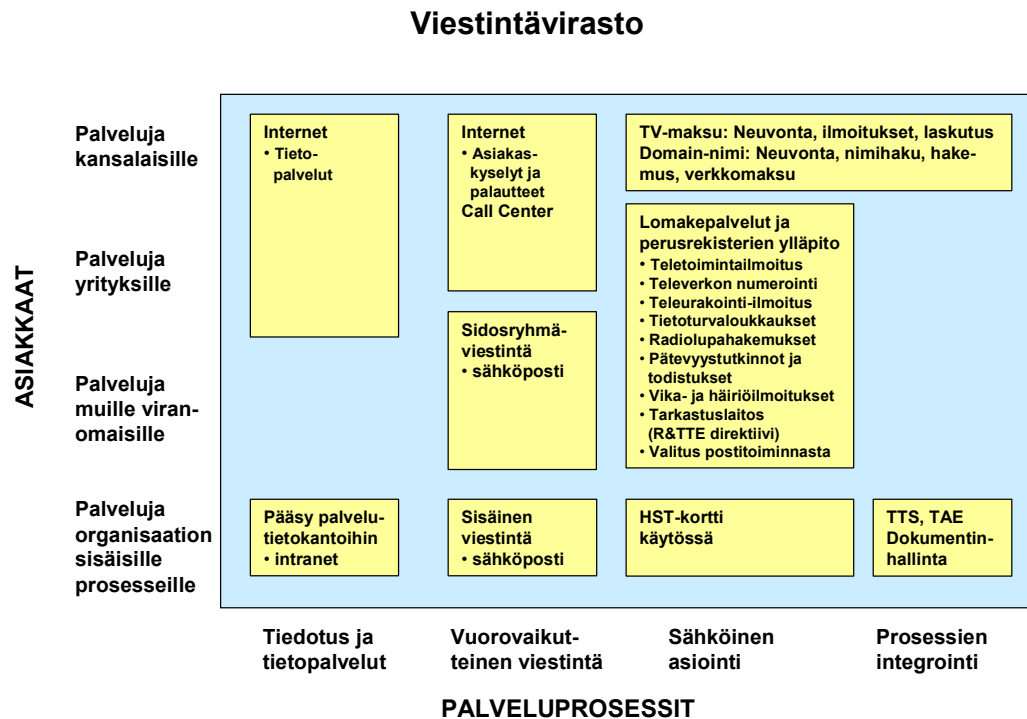 Viestintävirasto
ASIAKKAAT
Palveluja
kansalaisille
Palveluja
yrityksille
Palveluja
muille viran-
omaisille
Palveluja
organisaation
sisäisille
prosesseille
Internet
• Tieto-
palvelut
Internet
• Asiakas-
kyselyt ja
palautteet
Call Center
TV-maksu: Neuvonta, ilmoitukset, laskutus
Domain-nimi: Neuvonta, nimihaku, hake-
mus, verkkomaksu
Sidosryhmä-
viestintä
• sähköposti
Lomakepalvelut ja
perusrekisterien ylläpito
• Teletoimintailmoitus
• Televerkon numerointi
• Teleurakointi-ilmoitus
• Tietoturvaloukkaukset
• Radiolupahakemukset
• Pätevyystutkinnot ja
todistukset
• Vika- ja häiriöilmoitukset
• Tarkastuslaitos
(R&TTE direktiivi)
• Valitus postitoiminnasta
Pääsy palvelu-
tietokantoihin
• intranet
Sisäinen
viestintä
• sähköposti
HST-kortti
käytössä
TTS, TAE
Dokumentin-
hallinta
Tiedotus ja
tietopalvelut
Vuorovaikut-
teinen viestintä
Sähköinen
asiointi
Prosessien
integrointi
PALVELUPROSESSIT